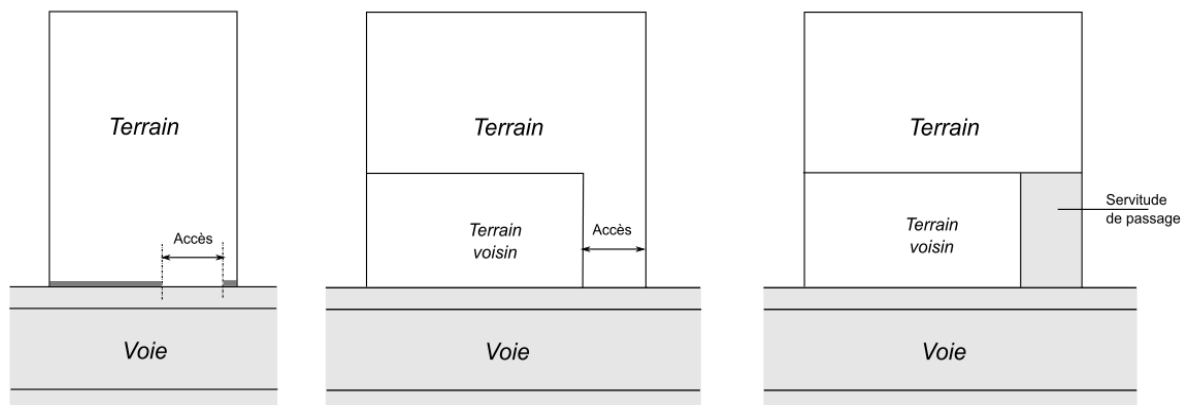 Terrain
Accès
Voie
Terrain
Terrain
voisin
Accès
Voie
Terrain
Terrain
voisin
Servitude
de passage
Voie